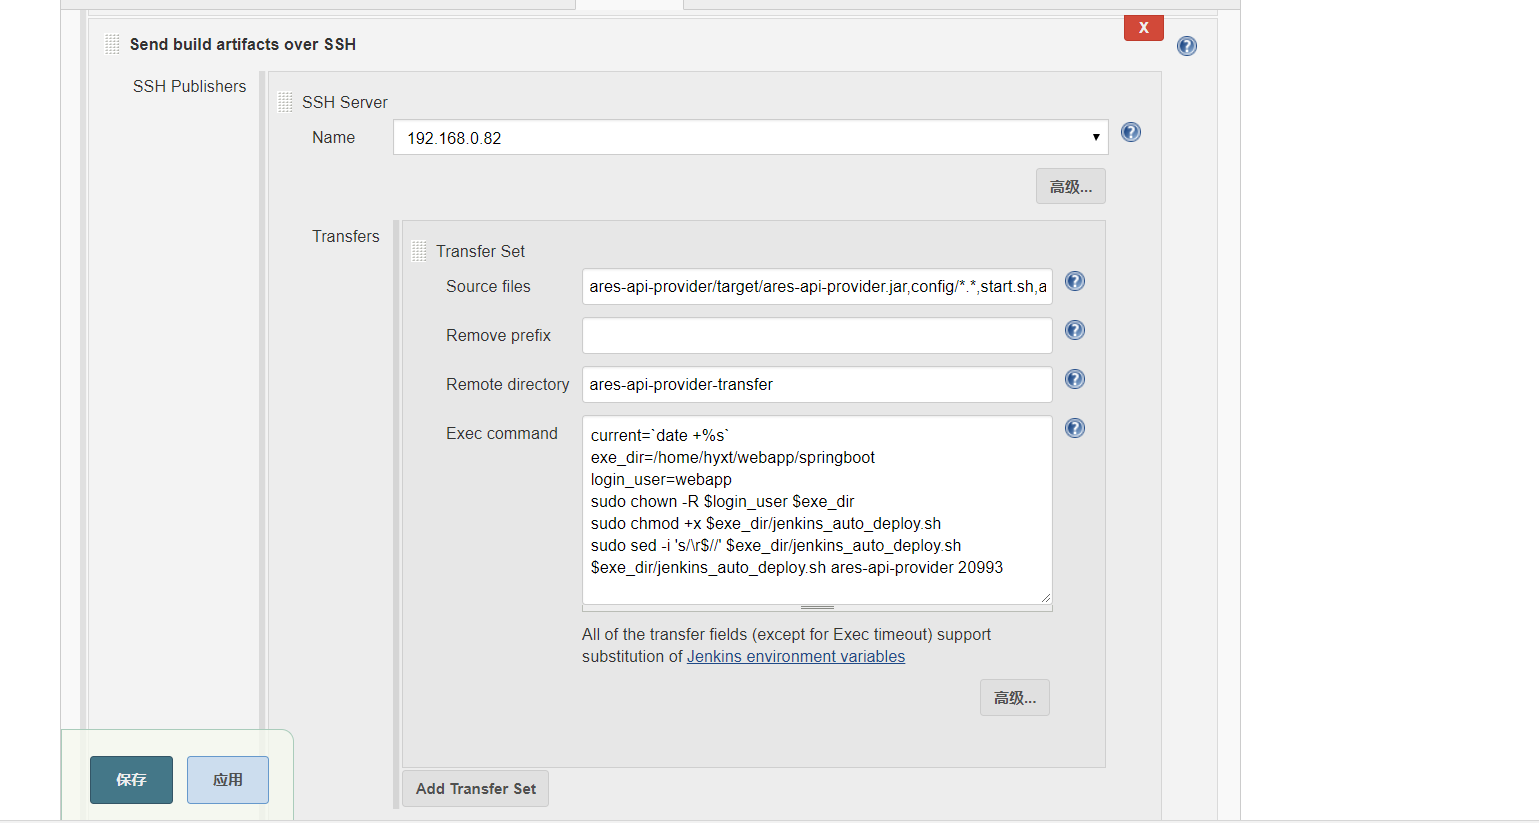 Send build artifacts over SSH
X
SSH Publishers
SSH Server
Name
192.168.0.82
高级...
Transfers
Transfer Set
Source files
ares-api-provider/target/ares-api-provider.jar,config/*.*,start.sh,a
Remove prefix
Remote directory
ares-api-provider-transfer
Exec command
current=`date +%s`
exe_dir=/home/hyxt/webapp/springboot
login_user=webapp
sudo chown -R $login_user $exe_dir
sudo chmod +x $exe_dir/jenkins_auto_deploy.sh
sudo sed -i 's/\r$//' $exe_dir/jenkins_auto_deploy.sh
$exe_dir/jenkins_auto_deploy.sh ares-api-provider 20993
All of the transfer fields (except for Exec timeout) support
substitution of Jenkins environment variables
高级...
保存
应用
Add Transfer Set